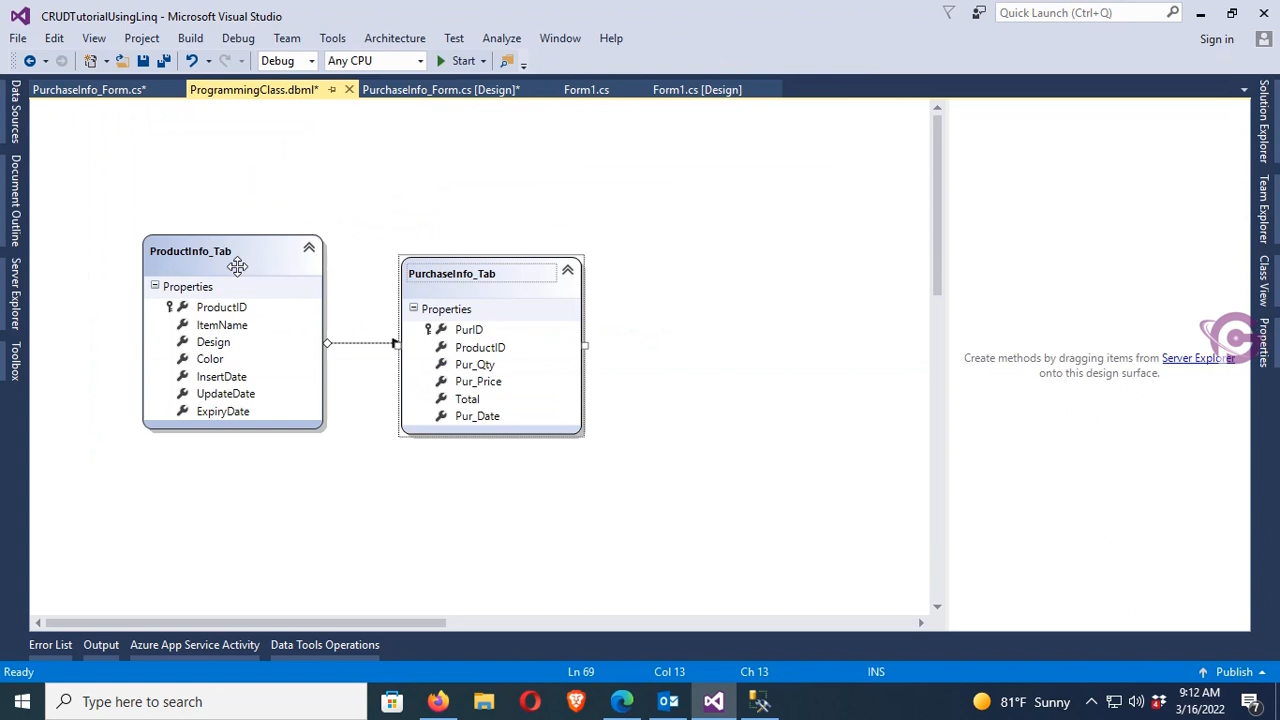 CRUDTutorialUsingLinq - Microsoft Visual Studio
Quick Launch (Ctrl+Q)
File Edit View Project Build Debug Team Tools Architecture Test Analyze Window Help
Sign in
Debug Any CPU Start
PurchaseInfo_Form.cs* ProgrammingClass.dbml* PurchaseInfo_Form.cs [Design]* Form1.cs Form1.cs [Design]
Data Sources
Document Outline
Server Explorer
Toolbox
ProductInfo_Tab
Properties
ProductID
ItemName
Design
Color
InsertDate
UpdateDate
ExpiryDate
PurchaseInfo_Tab
Properties
PurID
ProductID
Pur_Qty
Pur_Price
Total
Pur_Date
Create methods by dragging items from Server Explorer
onto this design surface.
Solution Explorer
Team Explorer
Class View
Properties
Error List Output Azure App Service Activity Data Tools Operations
Ready Ln 69 Col 13 Ch 13 INS Publish
Type here to search
81°F Sunny
9:12 AM
3/16/2022
7